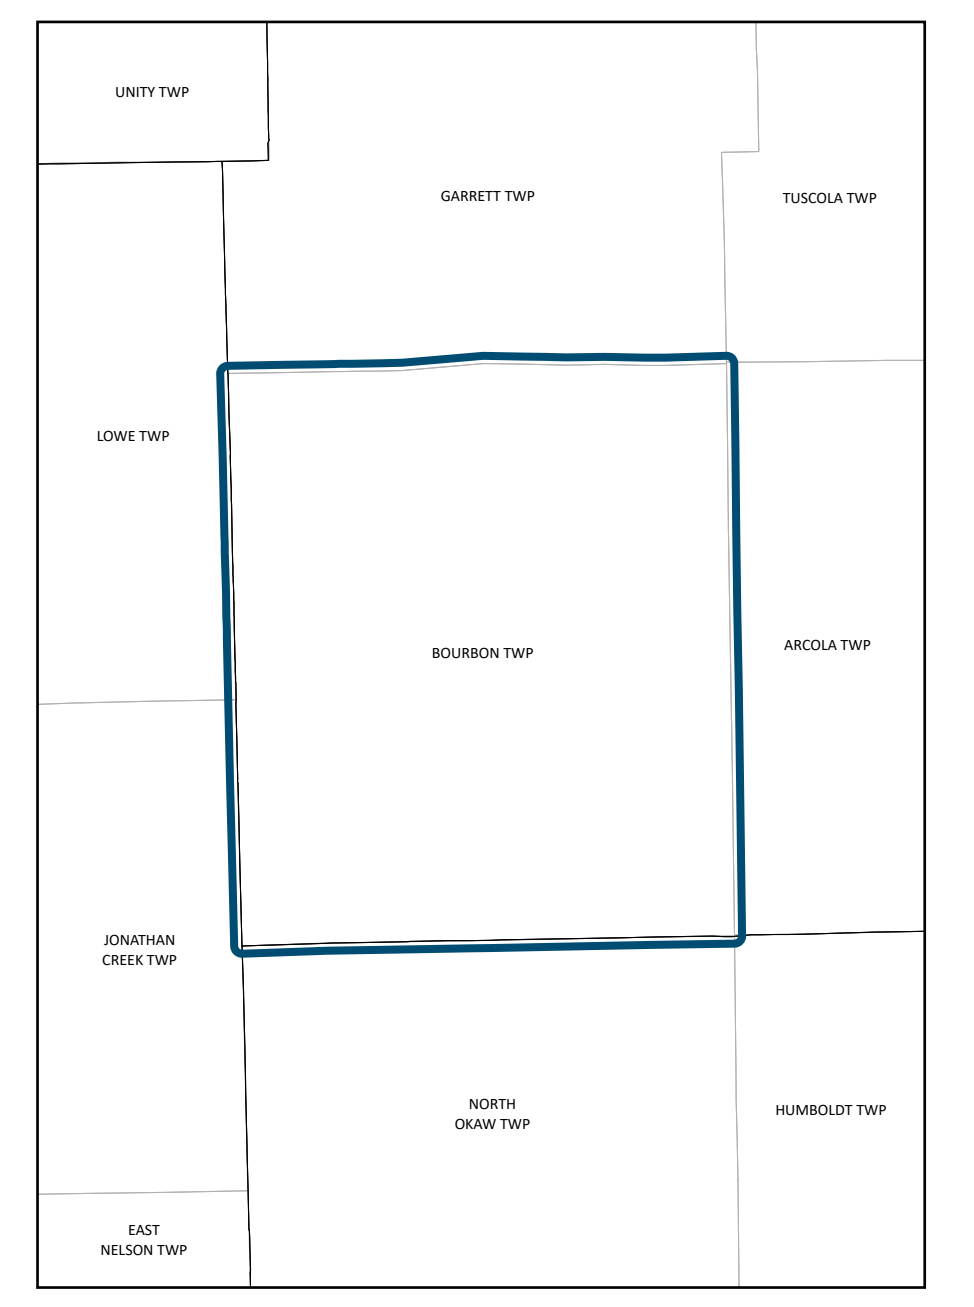 UNITY TWP
GARRETT TWP
TUSCOLA TWP
LOWE TWP
BOURBON TWP
ARCOLA TWP
JONATHAN
CREEK TWP
NORTH
OKAW TWP
HUMBOLDT TWP
EAST
NELSON TWP